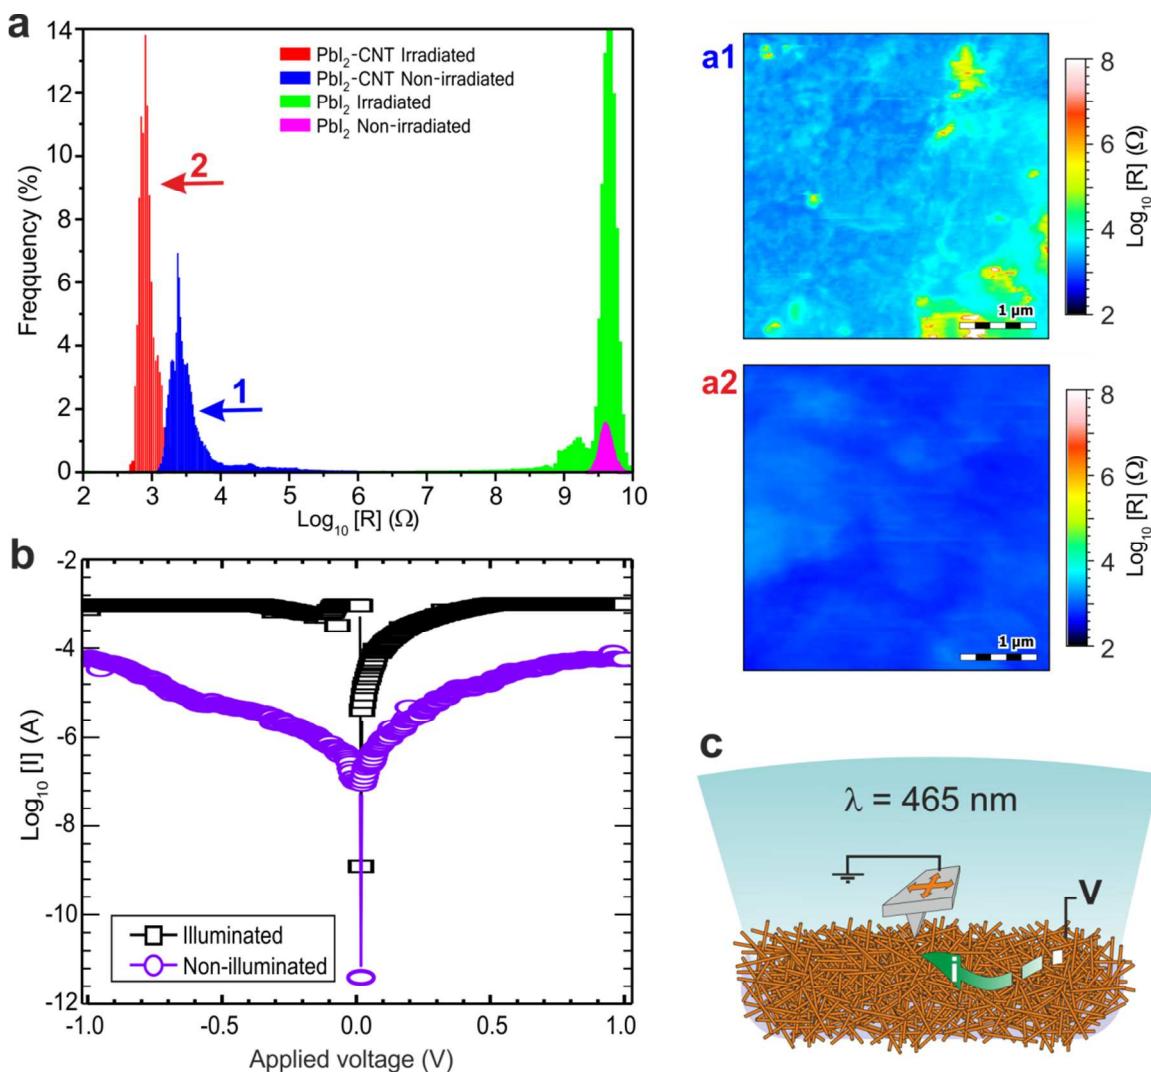 a
14
12
10
8
6
4
2
0
Freqquency (%)
2 3 4 5 6 7 8 9 10
Log₁₀ [R] (Ω)
PbI₂-CNT Irradiated
PbI₂-CNT Non-irradiated
PbI₂ Irradiated
PbI₂ Non-irradiated
2
1
a1
1 µm
8
6
4
2
Log₁₀ [R] (Ω)
a2
1 µm
8
6
4
2
Log₁₀ [R] (Ω)
b
-2
-4
-6
-8
-10
-12
Log₁₀ [I] (A)
-1.0 -0.5 0.0 0.5 1.0
Applied voltage (V)
Illuminated
Non-illuminated
c
λ = 465 nm
V
i